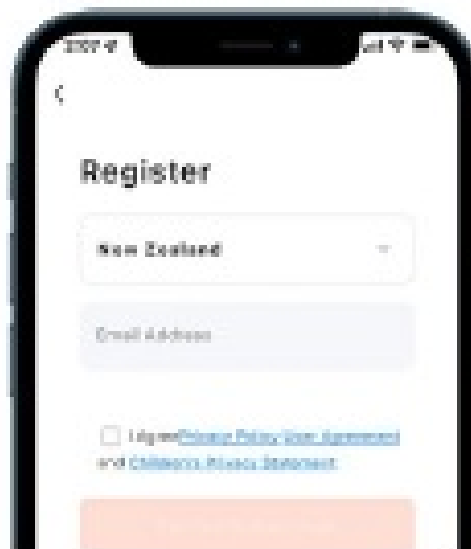 Register
New Zealand
Email Address
I Agree Privacy Policy User Agreement
and Children's Privacy Statement